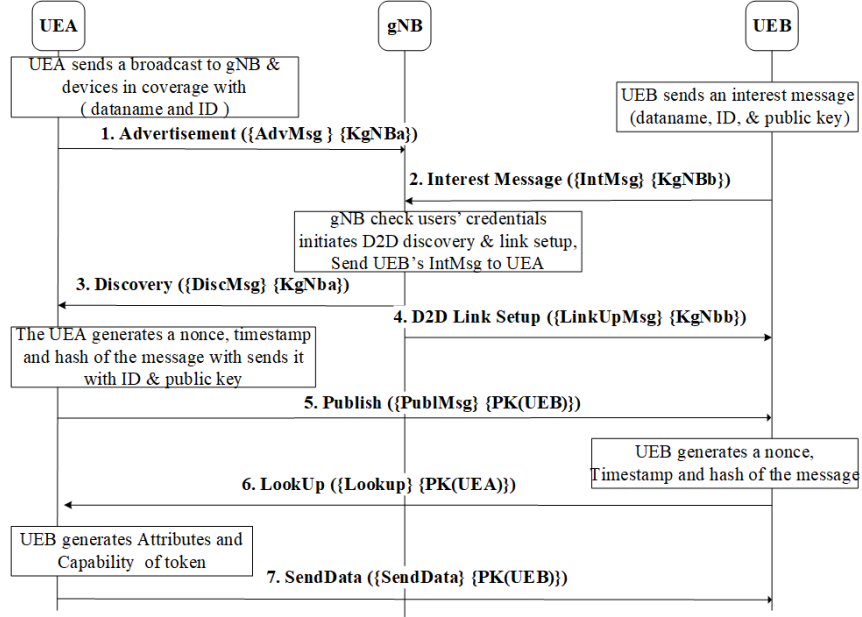 UEA
gNB
UEB
UEA sends a broadcast to gNB &
devices in coverage with
( dataname and ID )
UEB sends an interest message
(dataname, ID, & public key)
1. Advertisement ({AdvMsg } {KgNBa})
2. Interest Message ({IntMsg} {KgNBb})
gNB check users' credentials
initiates D2D discovery & link setup,
Send UEB's IntMsg to UEA
3. Discovery ({DiscMsg} {KgNba})
4. D2D Link Setup ({LinkUpMsg} {KgNbb})
The UEA generates a nonce, timestamp
and hash of the message with sends it
with ID & public key
5. Publish ({PublMsg} {PK(UEB)})
UEB generates a nonce,
Timestamp and hash of the message
6. LookUp ({Lookup} {PK(UEA)})
UEB generates Attributes and
Capability of token
7. SendData ({SendData} {PK(UEB)})